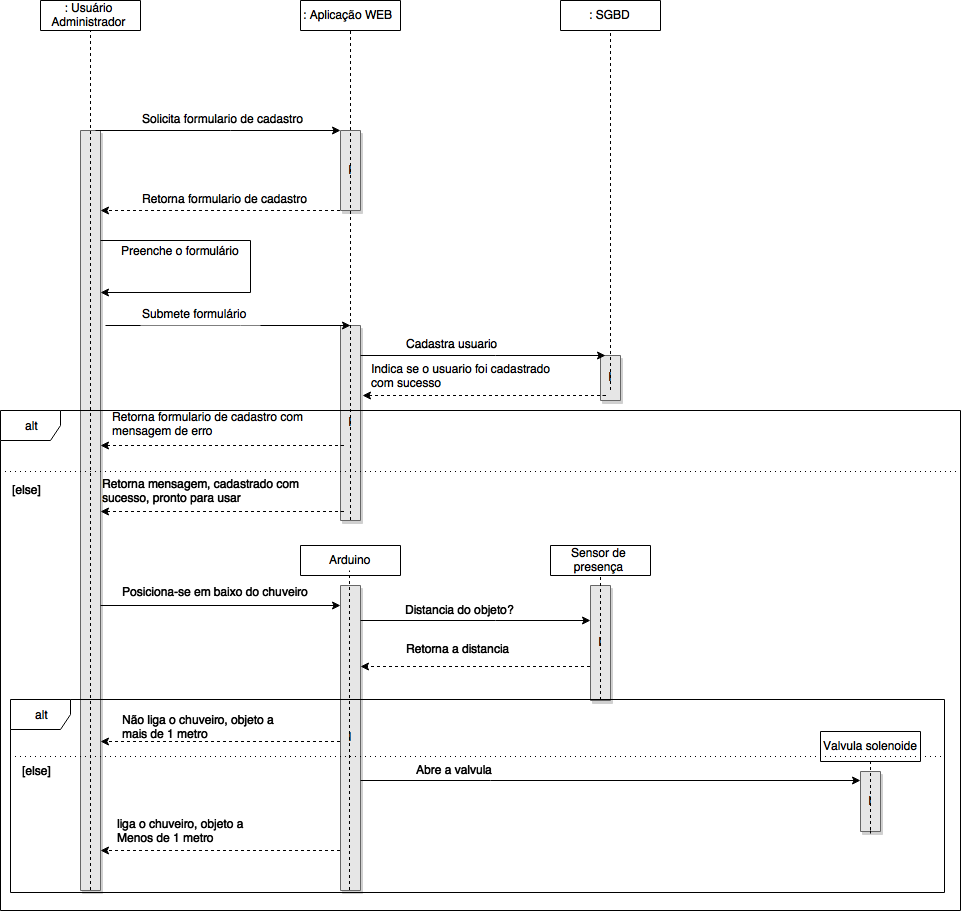 : Usuário
Administrador
: Aplicação WEB
: SGBD
Solicita formulario de cadastro
Retorna formulário de cadastro
Preenche o formulário
Submete formulário
Cadastra usuario
Indica se o usuario foi cadastrado
com sucesso
alt
Retorna formulario de cadastro com
mensagem de erro
[else]
Retorna mensagem, cadastrado com
sucesso, pronto para usar
Arduino
Sensor de
presença
Posiciona-se em baixo do chuveiro
Distancia do objeto?
Retorna a distancia
alt
Não liga o chuveiro, objeto a
mais de 1 metro
Valvula solenoide
[else]
Abre a valvula
liga o chuveiro, objeto a
Menos de 1 metro